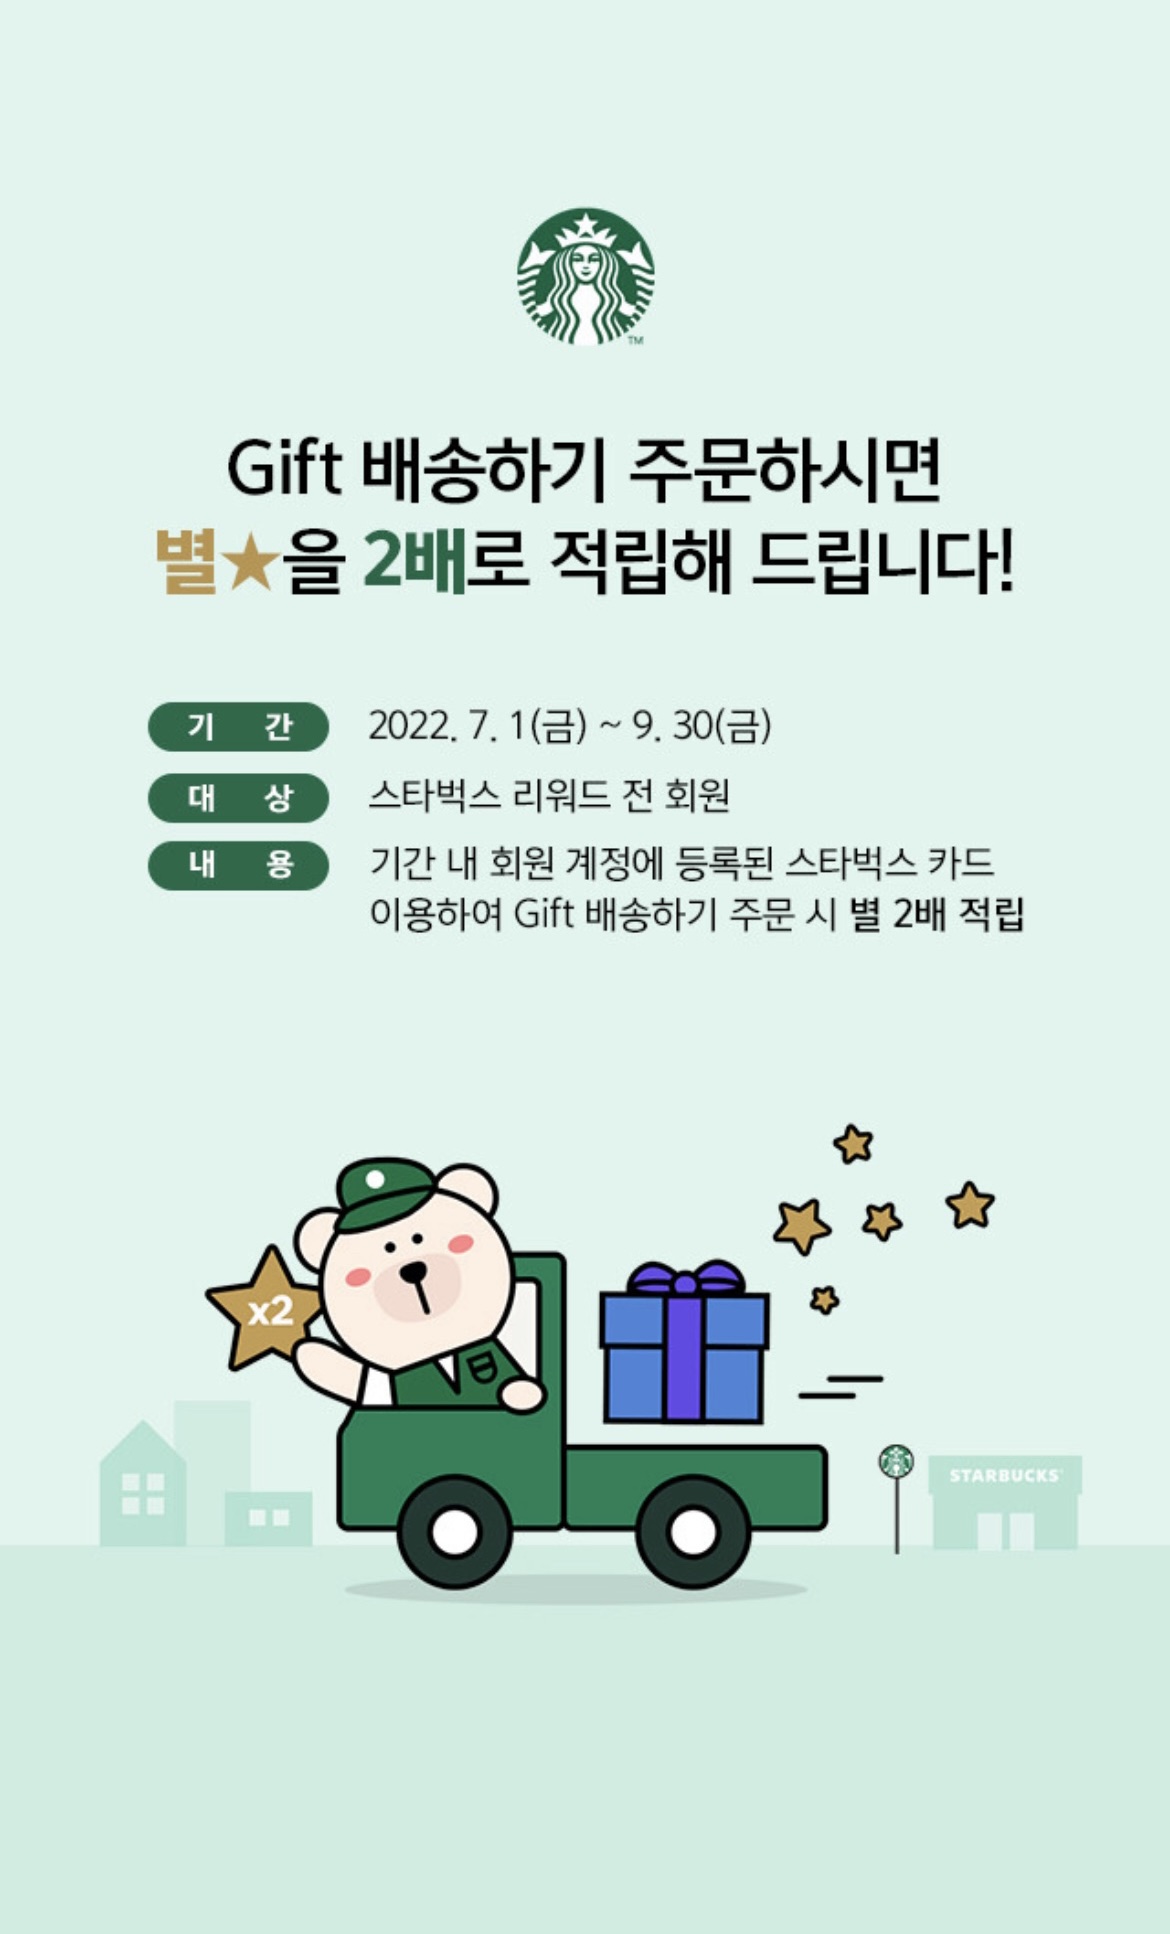 TM
Gift 배송하기 주문하시면
별★을 2배로 적립해 드립니다!
기 간
2022. 7. 1(금) ~ 9. 30(금)
대 상
스타벅스 리워드 전 회원
내 용
기간 내 회원 계정에 등록된 스타벅스 카드
이용하여 Gift 배송하기 주문 시 별 2배 적립
x2
STARBUCKS